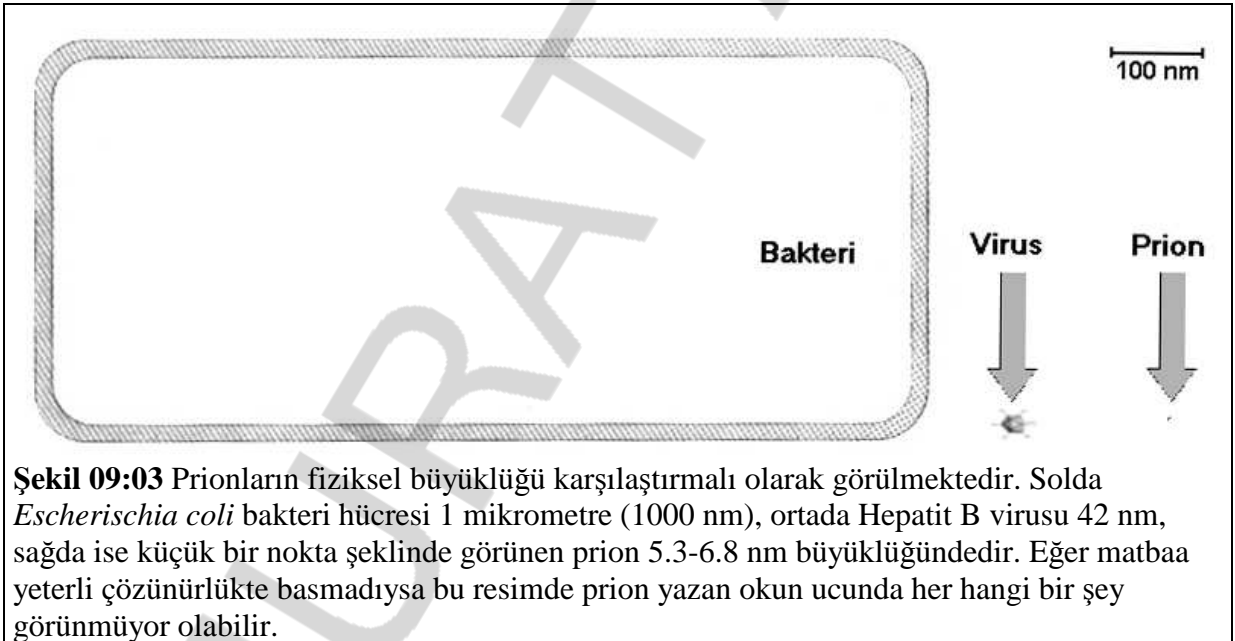 100 nm
Bakteri
Virus
Prion
Şekil 09:03 Prionların fiziksel büyüklüğü karşılaştırmalı olarak görülmektedir. Solda
Escherischia coli bakteri hücresi 1 mikrometre (1000 nm), ortada Hepatit B virusu 42 nm,
sağda ise küçük bir nokta şeklinde görünen prion 5.3-6.8 nm büyüklüğündedir. Eğer matbaa
yeterli çözünürlükte basmadıysa bu resimde prion yazan okun ucunda her hangi bir şey
görünmüyor olabilir.